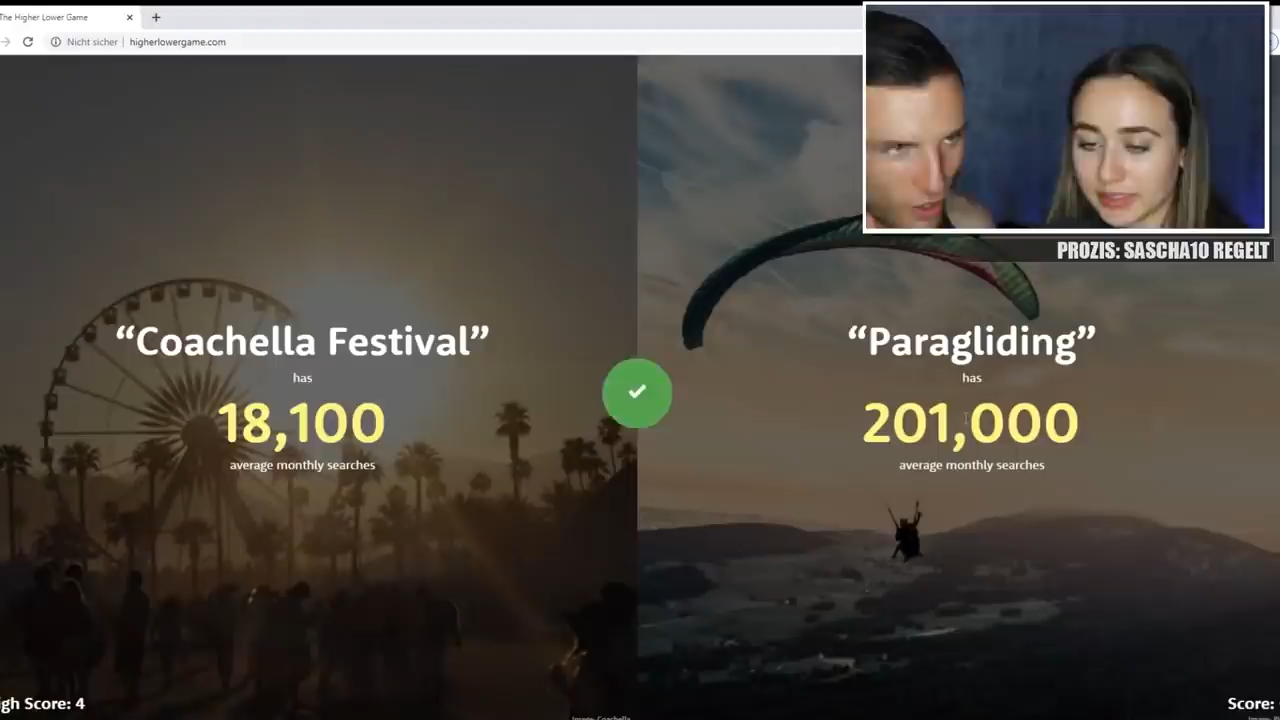 The Higher Lower Game
Nicht sicher | higherlowergame.com
PROZIS: SASCHA10 REGELT
“Coachella Festival”
has
18,100
average monthly searches
“Paragliding”
has
201,000
average monthly searches
gh Score: 4
Score: